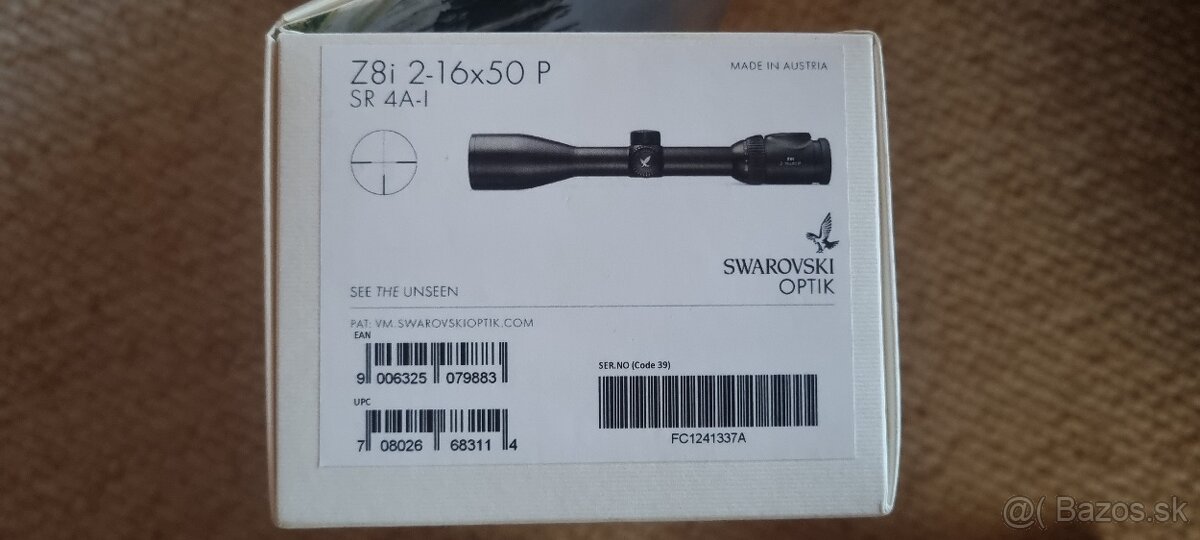 Z8i 2-16x50 P
SR 4A-I
MADE IN AUSTRIA
SWAROVSKI
OPTIK
SEE THE UNSEEN
PAT: VM.SWAROVSKIOPTIK.COM
EAN
9 006325 079883
UPC
7 08026 68311 4
SER.NO (Code 39)
FC1241337A
@( Bazos.sk